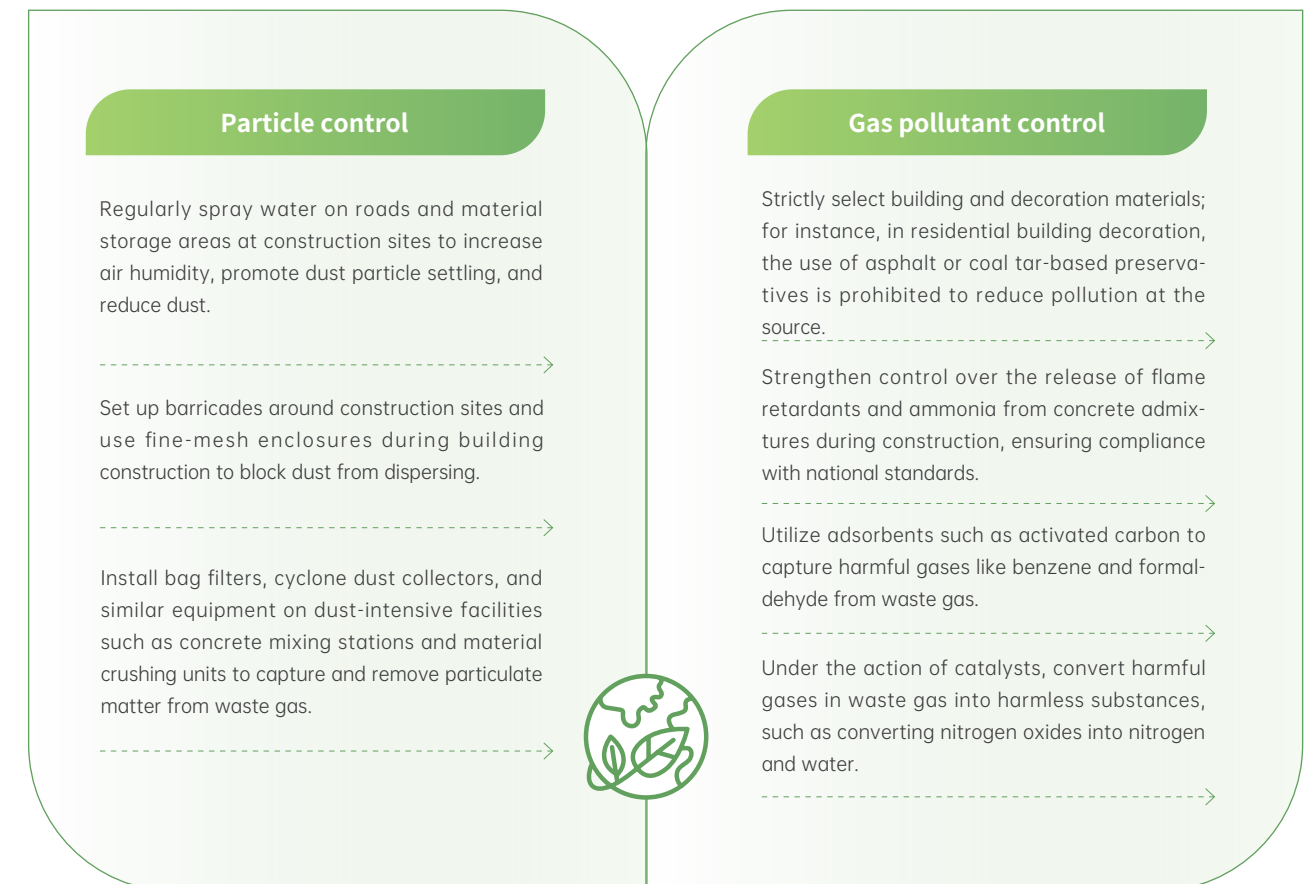 Particle control
Regularly spray water on roads and material
storage areas at construction sites to increase
air humidity, promote dust particle settling, and
reduce dust.
Set up barricades around construction sites and
use fine-mesh enclosures during building
construction to block dust from dispersing.
Install bag filters, cyclone dust collectors, and
similar equipment on dust-intensive facilities
such as concrete mixing stations and material
crushing units to capture and remove particulate
matter from waste gas.
Gas pollutant control
Strictly select building and decoration materials;
for instance, in residential building decoration,
the use of asphalt or coal tar-based preserva-
tives is prohibited to reduce pollution at the
source.
Strengthen control over the release of flame
retardants and ammonia from concrete admix-
tures during construction, ensuring compliance
with national standards.
Utilize adsorbents such as activated carbon to
capture harmful gases like benzene and formal-
dehyde from waste gas.
Under the action of catalysts, convert harmful
gases in waste gas into harmless substances,
such as converting nitrogen oxides into nitrogen
and water.